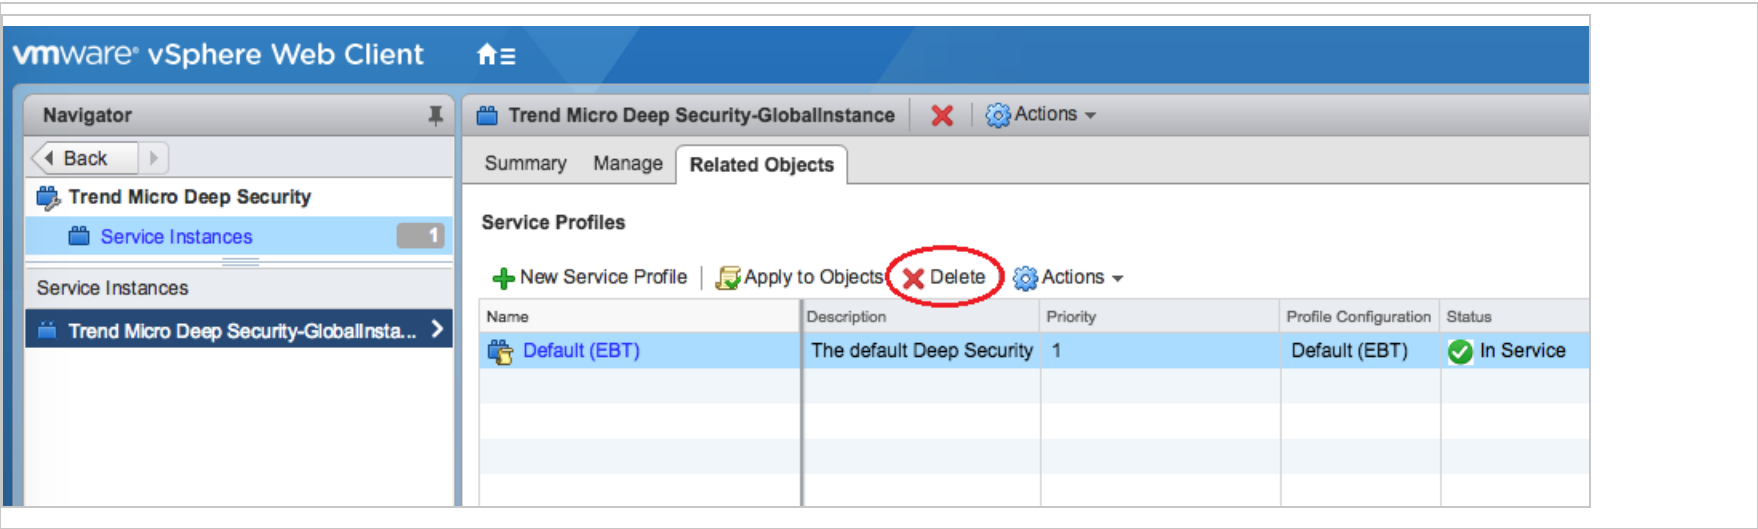 vmware® vSphere Web Client
Navigator
Back
Trend Micro Deep Security
Service Instances 1
Service Instances
Trend Micro Deep Security-GlobalInsta...
Trend Micro Deep Security-GlobalInstance Actions
Summary Manage Related Objects
Service Profiles
New Service Profile Apply to Objects Delete Actions
Name Description Priority Profile Configuration Status
Default (EBT) The default Deep Security 1 Default (EBT) In Service